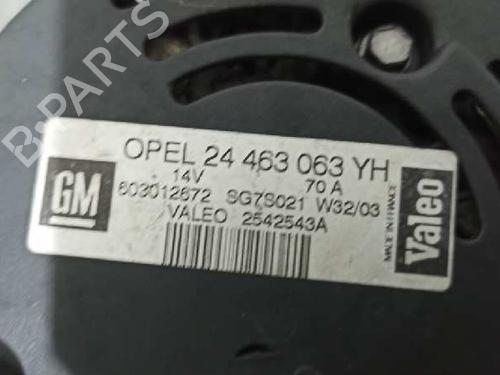 B-PARTS
OPEL 24 463 063 YH
14V 70 A
GM
603012672 SG7S021 W32/03
VALEO 2542543A
Valeo
MADE IN FRANCE